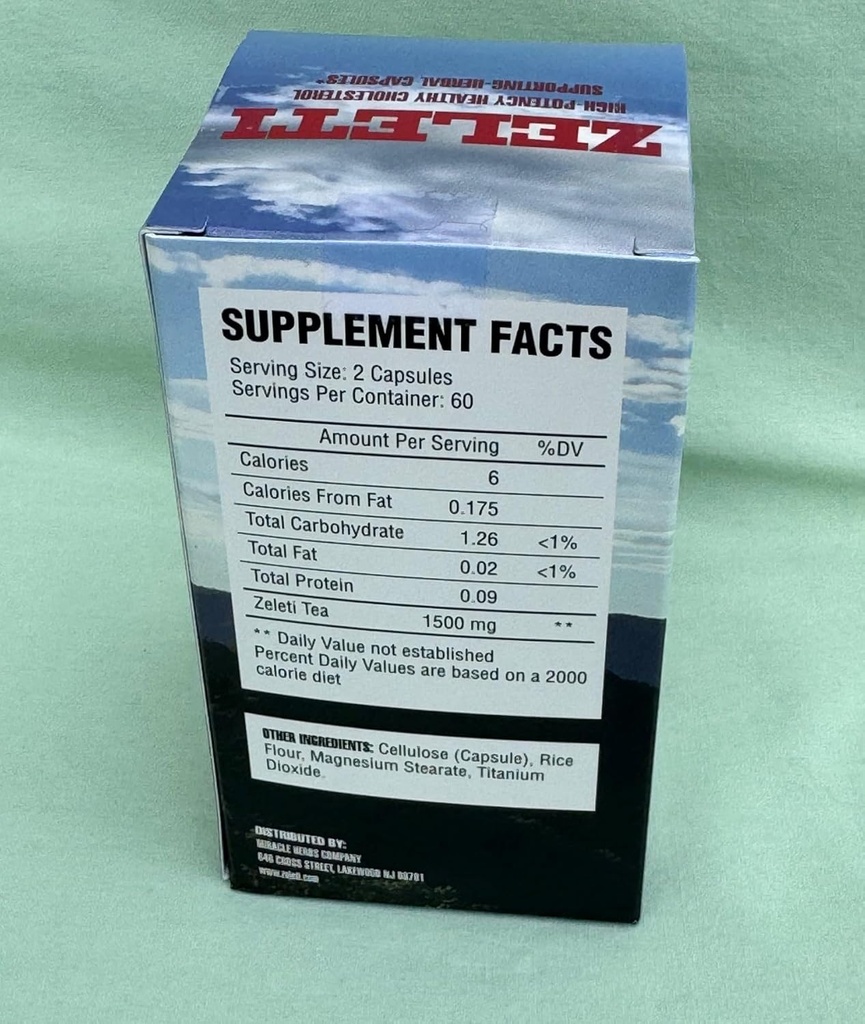 ZELETI
HIGH-POTENCY HEALTHY CHOLESTEROL
SUPPORTING-HERBAL CAPSULES*
SUPPLEMENT FACTS
Serving Size: 2 Capsules
Servings Per Container: 60
Amount Per Serving %DV
Calories 6
Calories From Fat 0.175
Total Carbohydrate 1.26 <1%
Total Fat 0.02 <1%
Total Protein 0.09
Zeleti Tea 1500 mg **
** Daily Value not established
Percent Daily Values are based on a 2000
calorie diet
OTHER INGREDIENTS: Cellulose (Capsule), Rice
Flour, Magnesium Stearate, Titanium
Dioxide.
DISTRIBUTED BY:
MIRACLE HERBS COMPANY
646 CROSS STREET, LAKEWOOD NJ 08701
www.zeleti.com